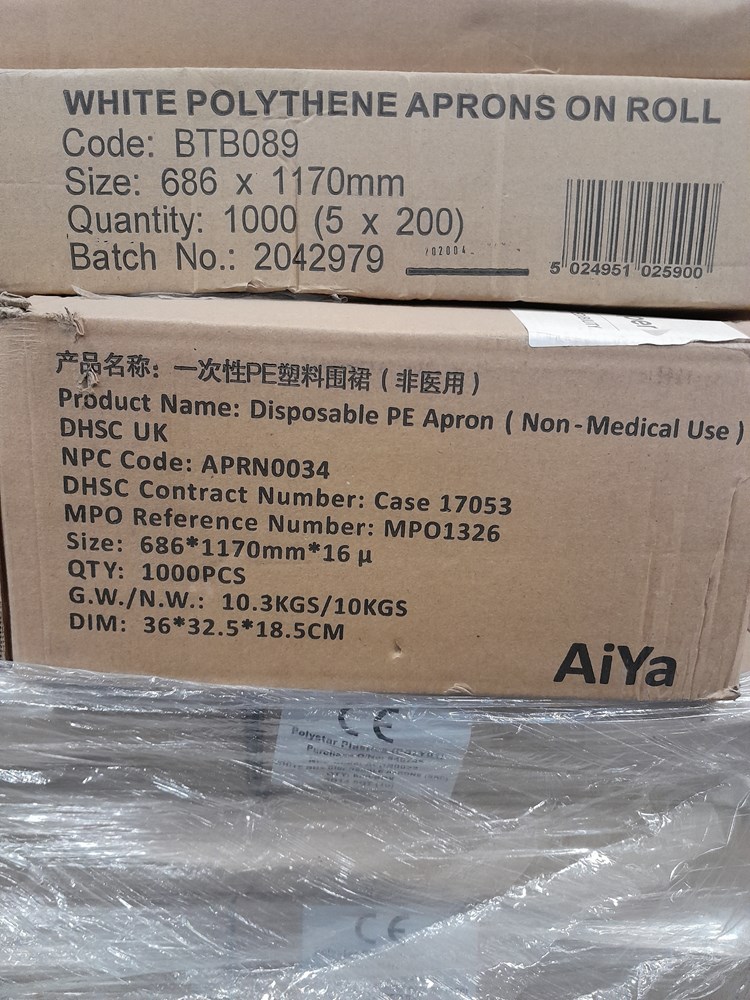 WHITE POLYTHENE APRONS ON ROLL
Code: BTB089
Size: 686 x 1170mm
Quantity: 1000 (5 x 200)
Batch No.: 2042979
5 024951 025900
产品名称：一次性PE塑料围裙（非医用）
Product Name: Disposable PE Apron ( Non-Medical Use )
DHSC UK
NPC Code: APRN0034
DHSC Contract Number: Case 17053
MPO Reference Number: MPO1326
Size: 686*1170mm*16 μ
QTY: 1000PCS
G.W./N.W.: 10.3KGS/10KGS
DIM: 36*32.5*18.5CM
AiYa
CE
Polystar Plastics
CE